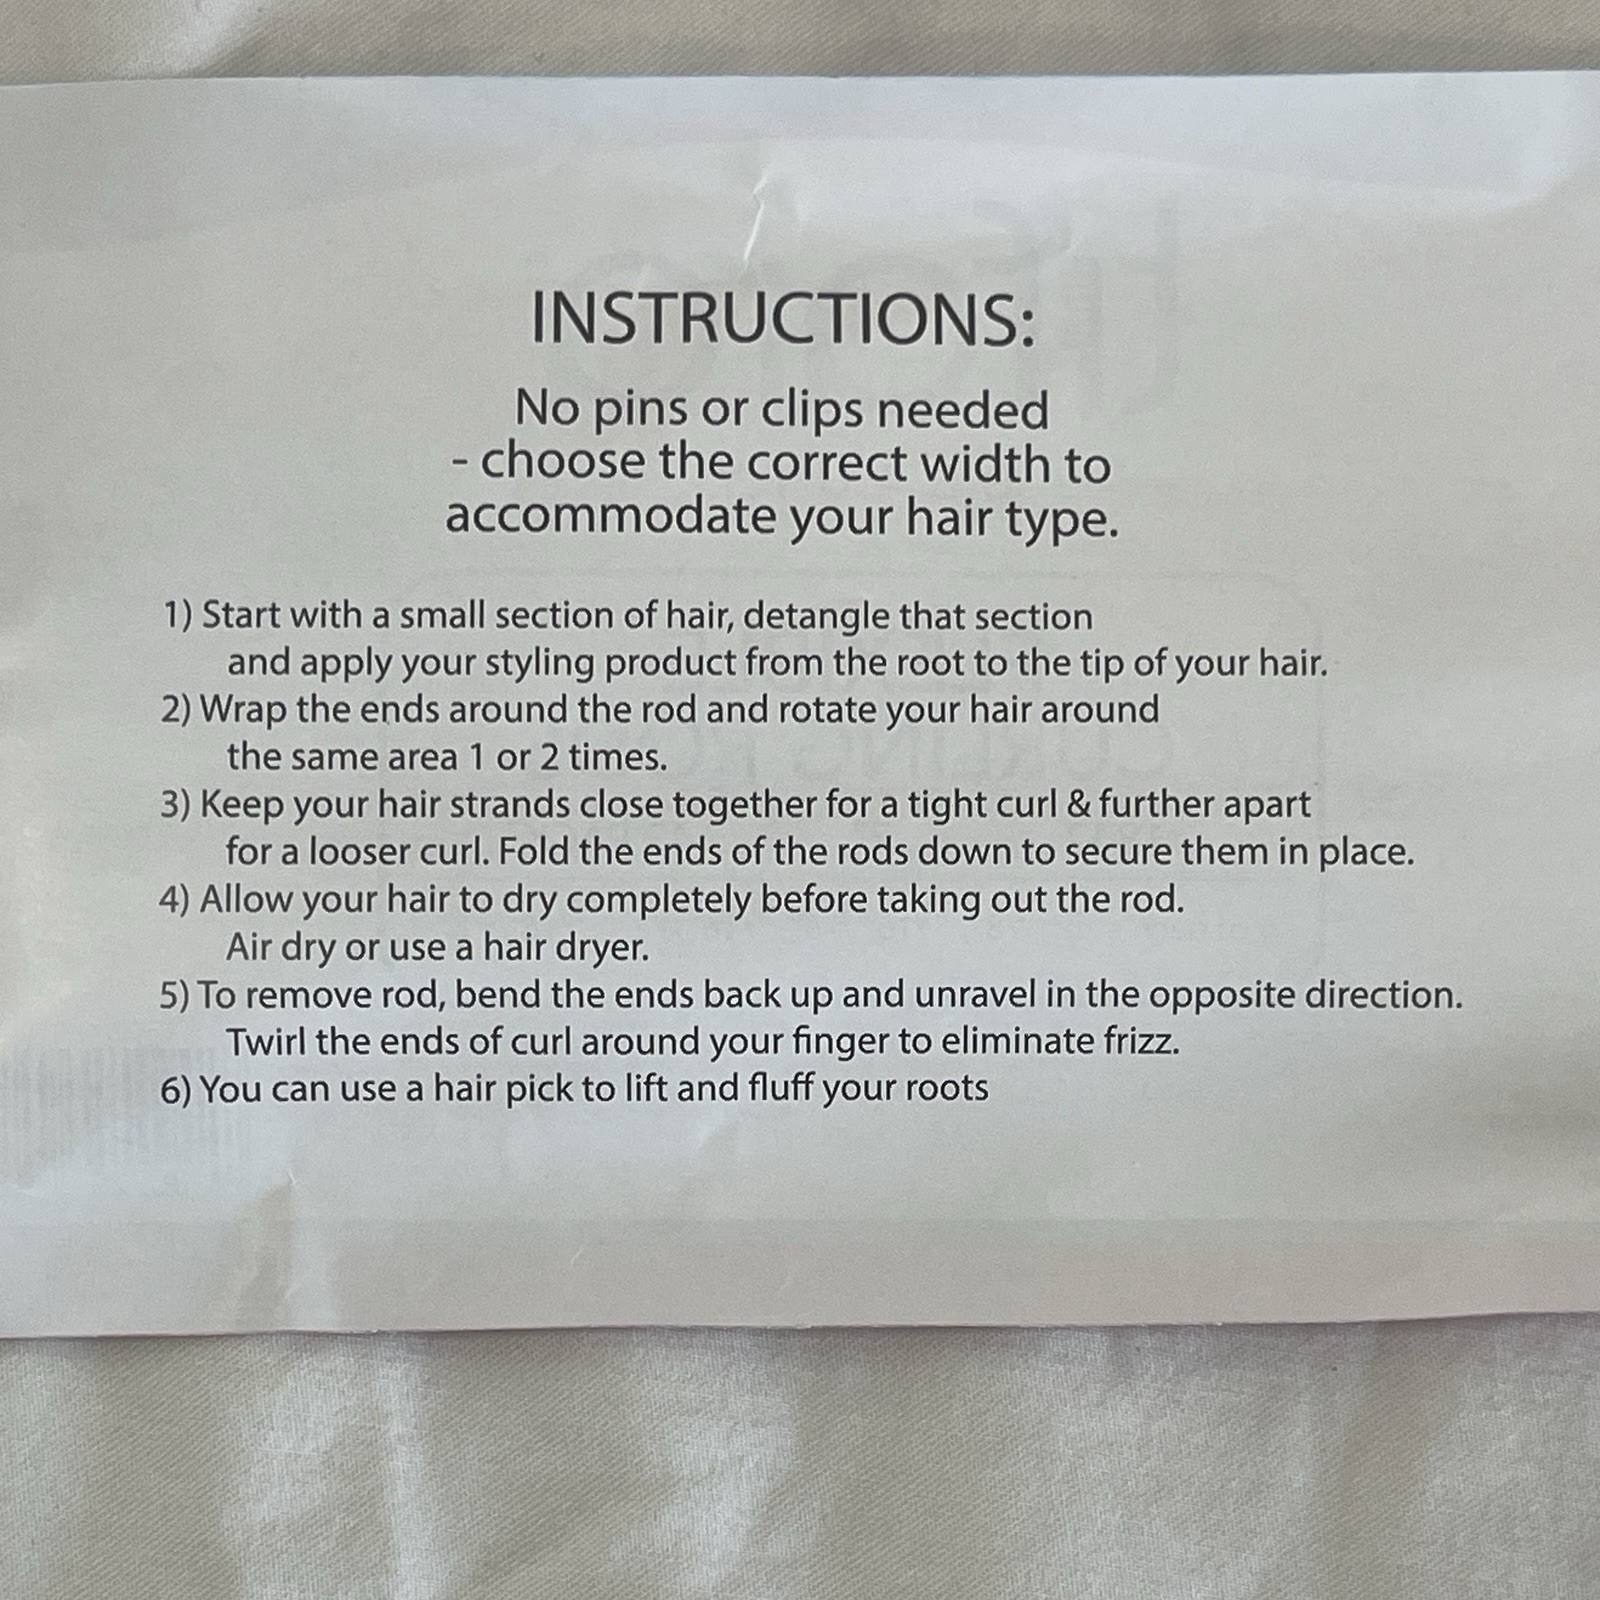 INSTRUCTIONS:
No pins or clips needed
- choose the correct width to
accommodate your hair type.
1) Start with a small section of hair, detangle that section
and apply your styling product from the root to the tip of your hair.
2) Wrap the ends around the rod and rotate your hair around
the same area 1 or 2 times.
3) Keep your hair strands close together for a tight curl & further apart
for a looser curl. Fold the ends of the rods down to secure them in place.
4) Allow your hair to dry completely before taking out the rod.
Air dry or use a hair dryer.
5) To remove rod, bend the ends back up and unravel in the opposite direction.
Twirl the ends of curl around your finger to eliminate frizz.
6) You can use a hair pick to lift and fluff your roots